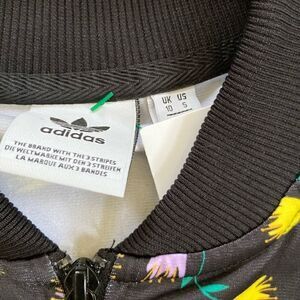 adidas
THE BRAND WITH THE 3 STRIPES
DIE WELTMARKE MIT DEN 3 STREIFEN
LA MARQUE AUX 3 BANDES
UK US
10 S